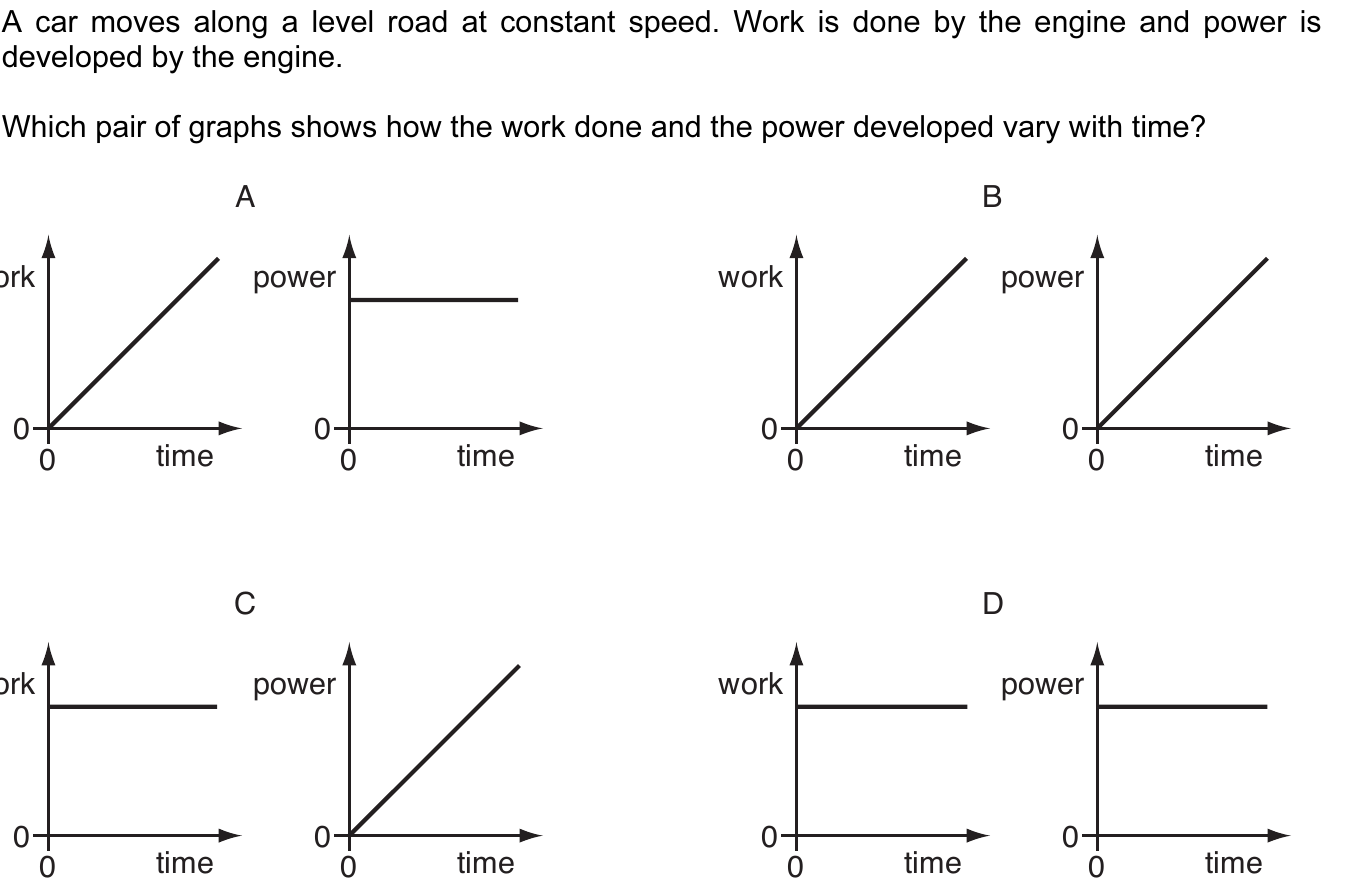 A car moves along a level road at constant speed. Work is done by the engine and power is
developed by the engine.
Which pair of graphs shows how the work done and the power developed vary with time?
A
ork
power
0
0
0
time
0
time
B
work
power
0
0
0
time
0
time
C
ork
power
0
0
0
time
0
time
D
work
power
0
0
0
time
0
time